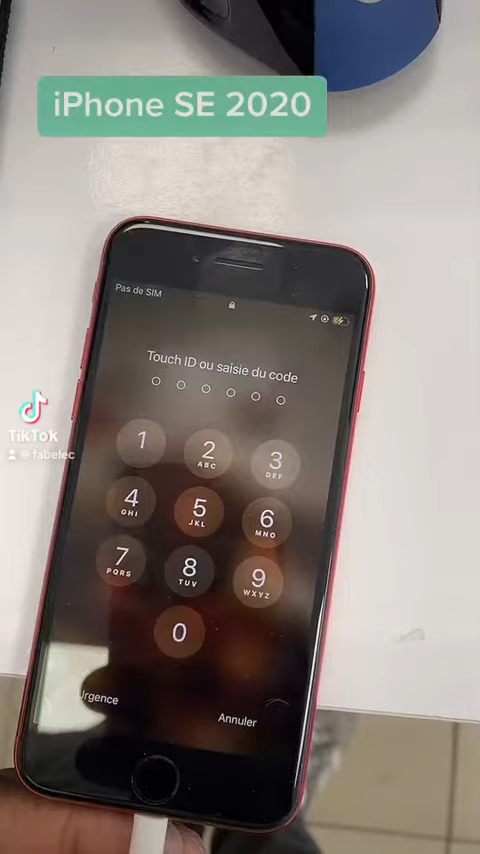 iPhone SE 2020
Pas de SIM
Touch ID ou saisie du code
1
2
ABC
3
DEF
4
GHI
5
JKL
6
MNO
7
PQRS
8
TUV
9
WXYZ
0
Urgence
Annuler
TikTok
@fabelec